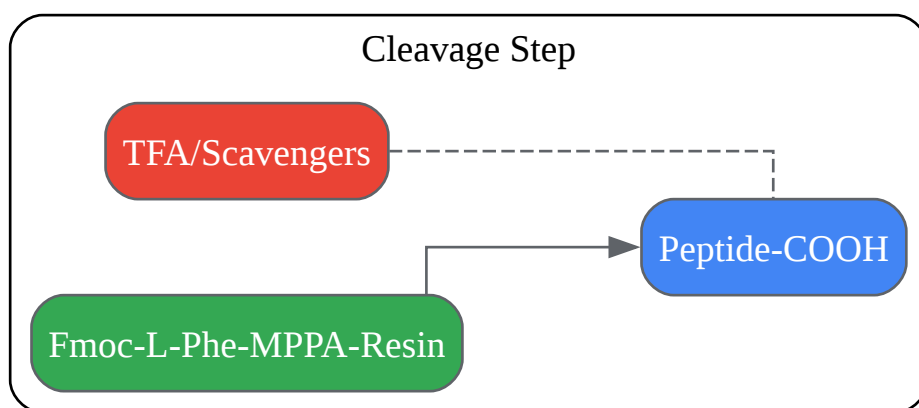 Cleavage Step
TFA/Scavengers
Peptide-COOH
Fmoc-L-Phe-MPPA-Resin